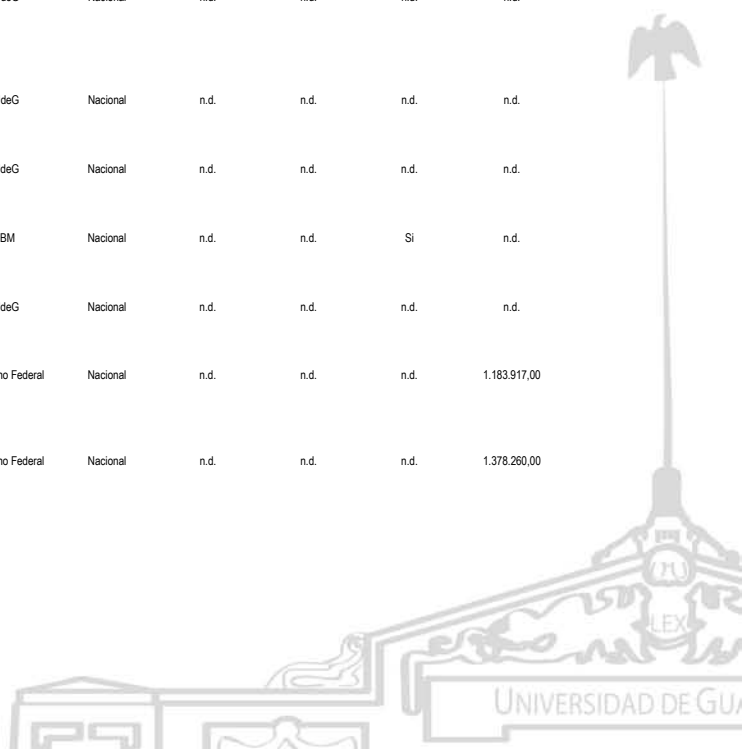 deG Nacional n.d. n.d. n.d. n.d.
deG Nacional n.d. n.d. n.d. n.d.
BM Nacional n.d. n.d. Si n.d.
deG Nacional n.d. n.d. n.d. n.d.
no Federal Nacional n.d. n.d. n.d. 1.183.917,00
no Federal Nacional n.d. n.d. n.d. 1.378.260,00
LEX
UNIVERSIDAD DE GUA